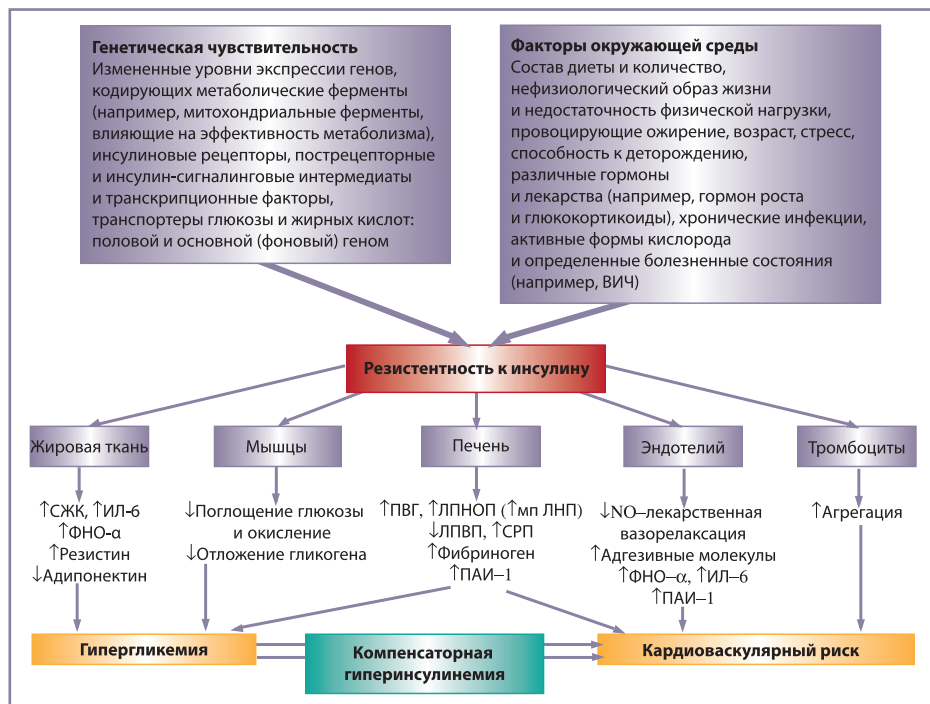 Генетическая чувствительность
Измененные уровни экспрессии генов,
кодирующих метаболические ферменты
(например, митохондриальные ферменты,
влияющие на эффективность метаболизма),
инсулиновые рецепторы, пострецепторные
и инсулин-сигналинговые интермедиаты
и транскрипционные факторы,
транспортеры глюкозы и жирных кислот:
половой и основной (фоновый) геном
Факторы окружающей среды
Состав диеты и количество,
нефизиологический образ жизни
и недостаточность физической нагрузки,
провоцирующие ожирение, возраст, стресс,
способность к деторождению,
различные гормоны
и лекарства (например, гормон роста
и глюкокортикоиды), хронические инфекции,
активные формы кислорода
и определенные болезненные состояния
(например, ВИЧ)
Резистентность к инсулину
Жировая ткань
↑СЖК, ↑ИЛ-6
↑ФНО-α
↑Резистин
↓Адипонектин
Мышцы
↓Поглощение глюкозы
и окисление
↓Отложение гликогена
Печень
↑ПВГ, ↑ЛПНОП (↑мп ЛНП)
↓ЛПВП, ↑СРП
↑Фибриноген
↑ПАИ–1
Эндотелий
↓NO–лекарственная
вазорелаксация
↑Адгезивные молекулы
↑ФНО–α, ↑ИЛ–6
↑ПАИ–1
Тромбоциты
↑Агрегация
Гипергликемия
Компенсаторная
гиперинсулинемия
Кардиоваскулярный риск